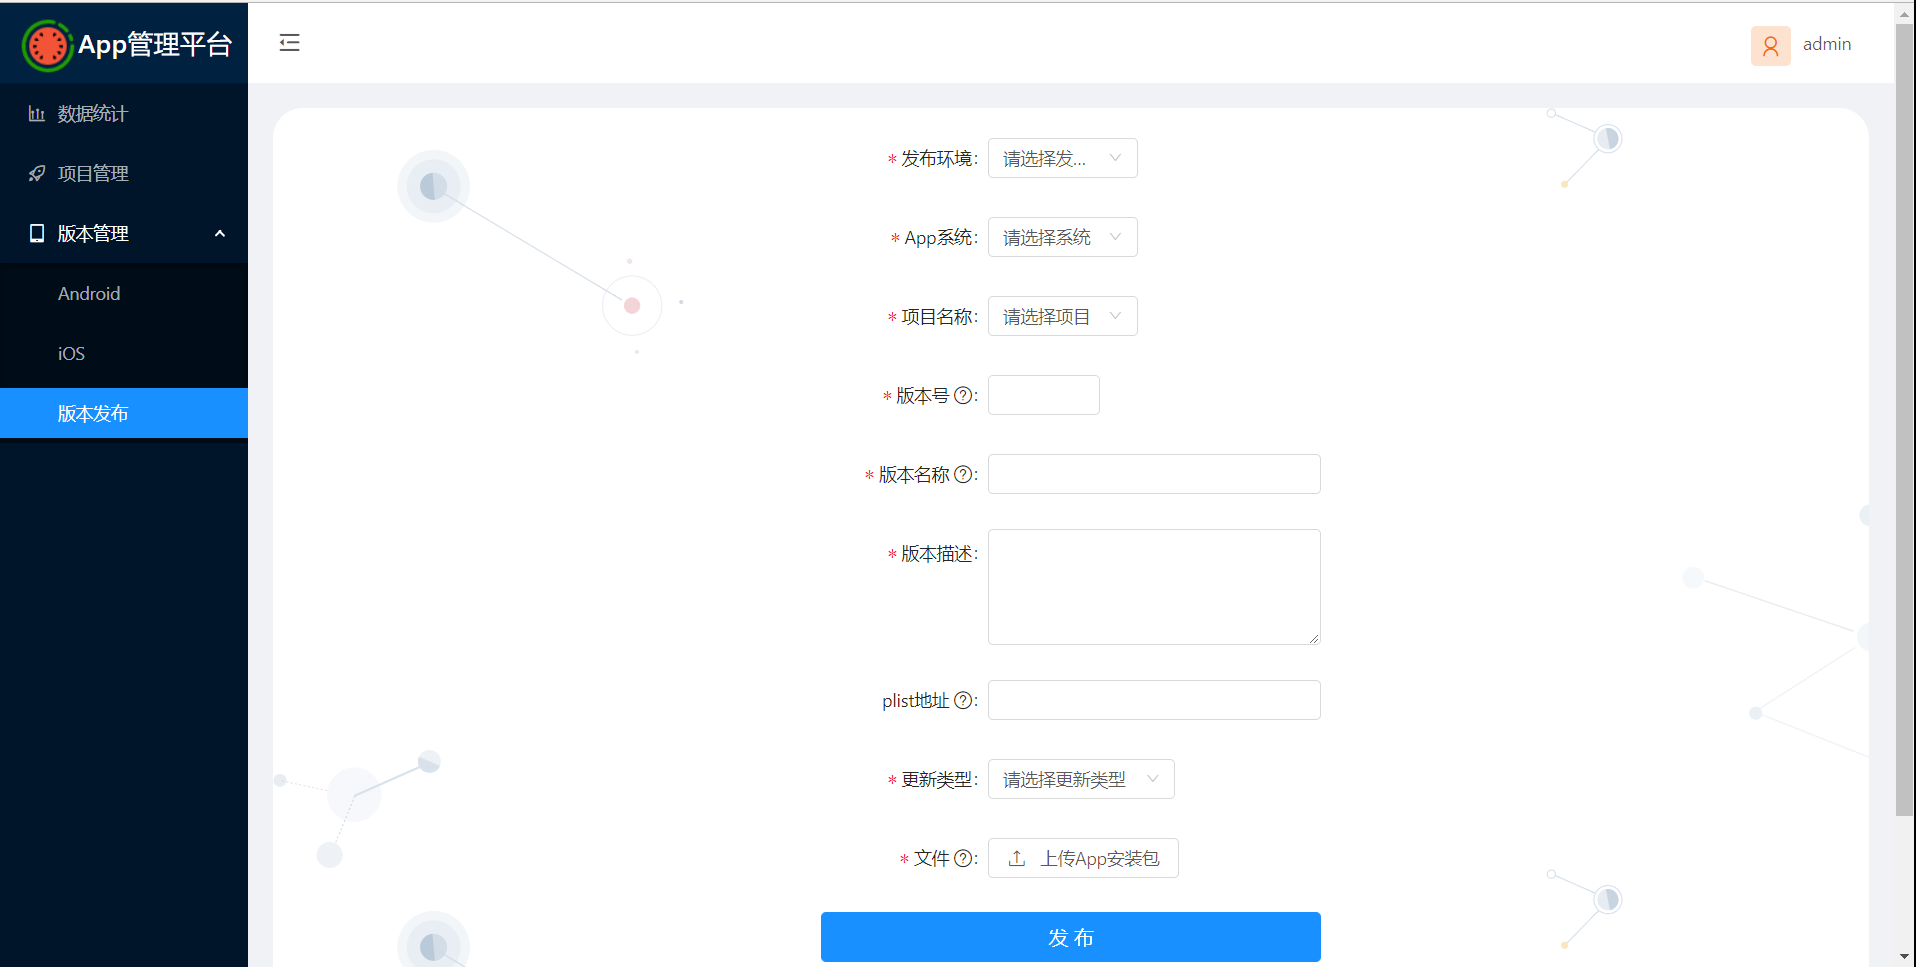 App管理平台
admin
数据统计
项目管理
版本管理
Android
iOS
版本发布
* 发布环境: 请选择发...
* App系统: 请选择系统
* 项目名称: 请选择项目
* 版本号 ?:
* 版本名称 ?:
* 版本描述:
plist地址 ?:
* 更新类型: 请选择更新类型
* 文件 ?: 上传App安装包
发 布